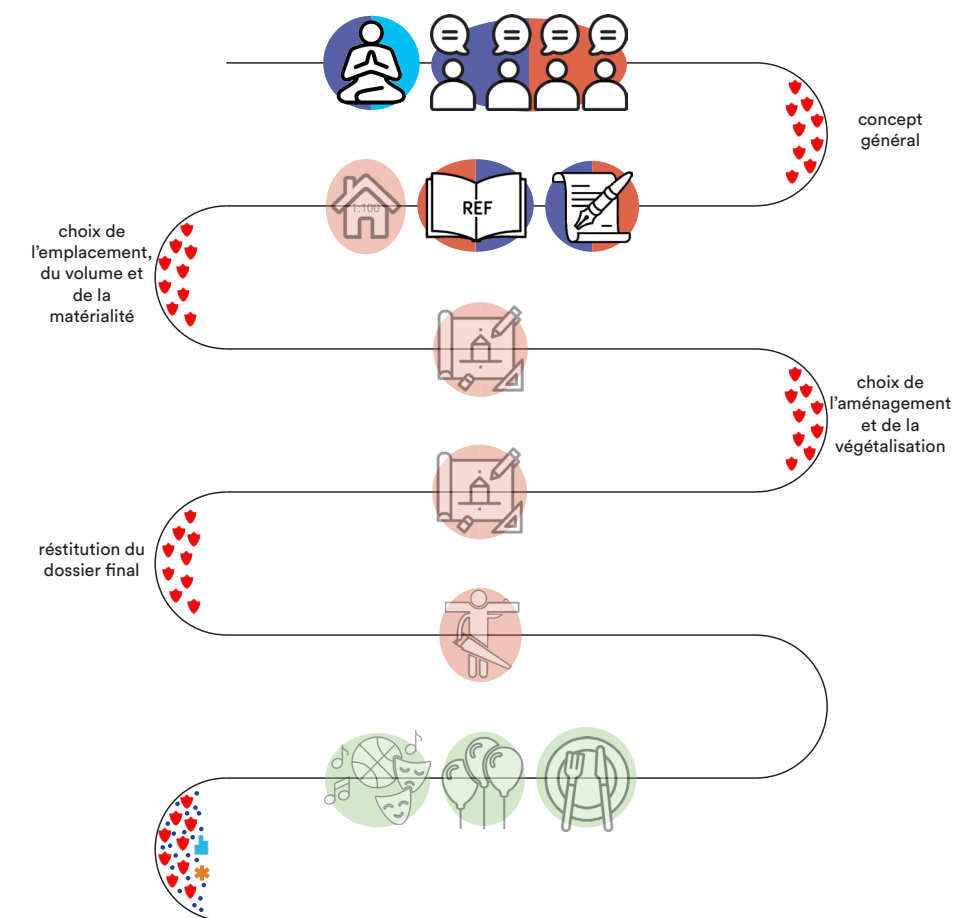 concept
général
1:100
REF
choix de
l'emplacement,
du volume et
de la
matérialité
choix de
l'aménagement
et de la
végétalisation
réstitution du
dossier final